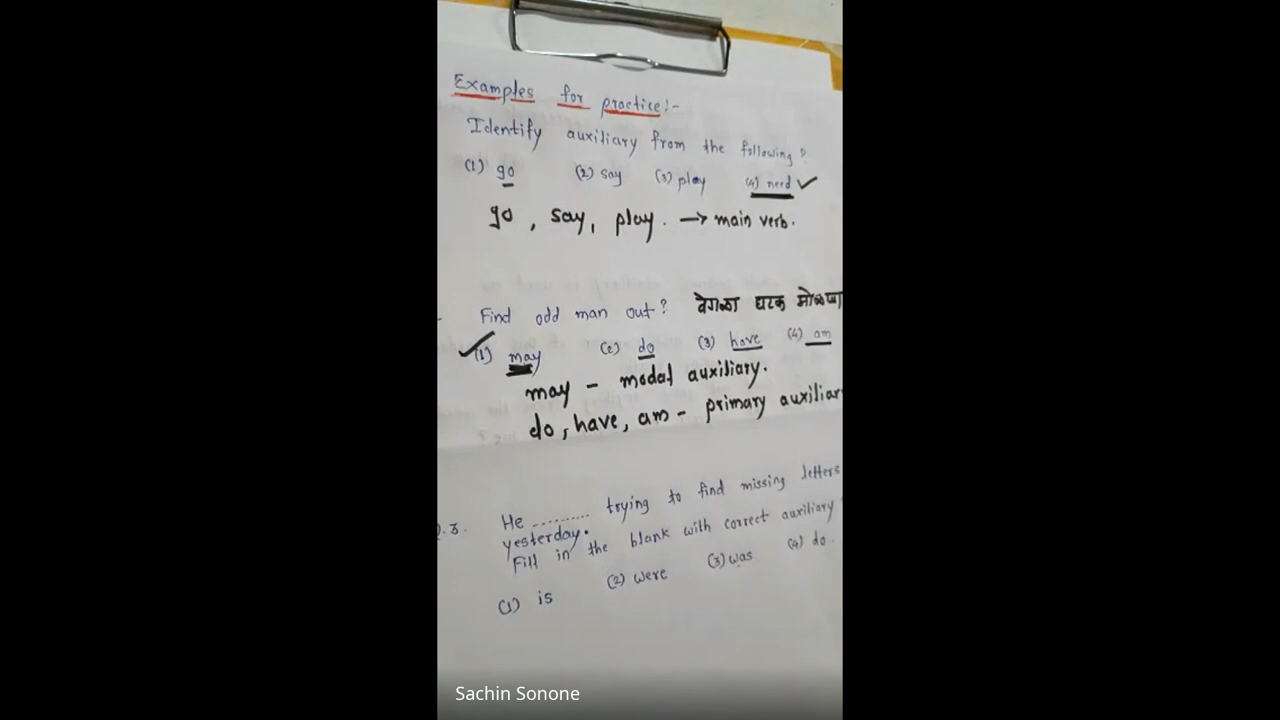 Examples for practice:-
Identify auxiliary from the following?
(1) go (2) say (3) play (4) need ✓
go, say, play. → main verb.
- Find odd man out? वेगळा घटक ओळखा
✓ (1) may (2) do (3) have (4) am
may - modal auxiliary.
do, have, am - primary auxiliar
Q.3. He .......... trying to find missing letters
yesterday.
Fill in the blank with correct auxiliary
(1) is (2) were (3) was (4) do.
Sachin Sonone